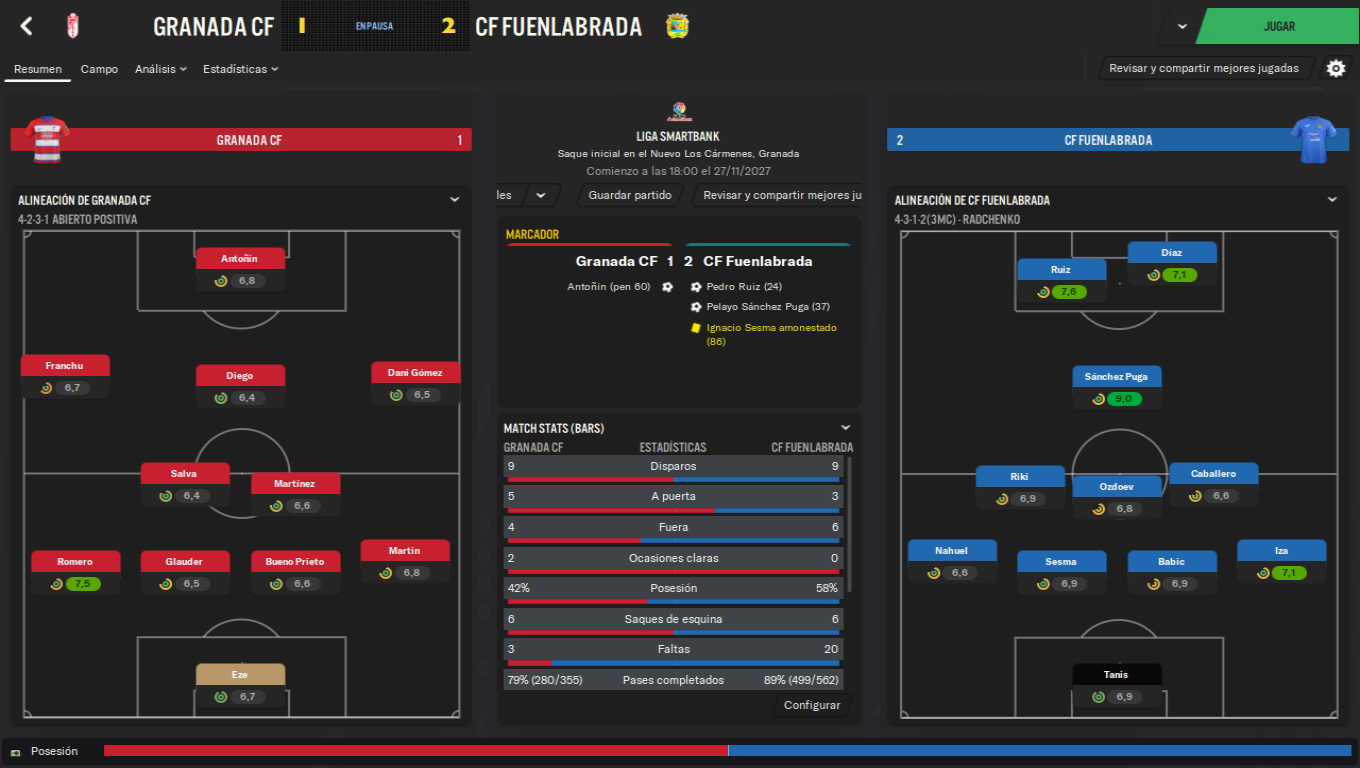 GRANADA CF 1 EN PAUSA 2 CF FUENLABRADA
JUGAR
Resumen Campo Análisis Estadísticas
Revisar y compartir mejores jugadas
GRANADA CF 1
ALINEACIÓN DE GRANADA CF
4-2-3-1 ABIERTO POSITIVA
Antoñín
6,8
Franchu
6,7
Diego
6,4
Dani Gómez
6,5
Salva
6,4
Martínez
6,6
Romero
7,5
Glauder
6,5
Bueno Prieto
6,6
Martín
6,8
Eze
6,7
LIGA SMARTBANK
Saque inicial en el Nuevo Los Cármenes, Granada
Comienzo a las 18:00 el 27/11/2027
les
Guardar partido
Revisar y compartir mejores ju
MARCADOR
Granada CF 1 2 CF Fuenlabrada
Antoñín (pen 60)
Pedro Ruiz (24)
Pelayo Sánchez Puga (37)
Ignacio Sesma amonestado
(86)
MATCH STATS (BARS)
GRANADA CF ESTADÍSTICAS CF FUENLABRADA
9 Disparos 9
5 A puerta 3
4 Fuera 6
2 Ocasiones claras 0
42% Posesión 58%
6 Saques de esquina 6
3 Faltas 20
79% (280/355) Pases completados 89% (499/562)
Configurar
2 CF FUENLABRADA
ALINEACIÓN DE CF FUENLABRADA
4-3-1-2 (3MC) - RADCHENKO
Ruiz
7,6
Díaz
7,1
Sánchez Puga
9,0
Riki
6,9
Ozdoev
6,8
Caballero
6,6
Nahuel
6,6
Sesma
6,9
Babic
6,9
Iza
7,1
Tanis
6,9
Posesión